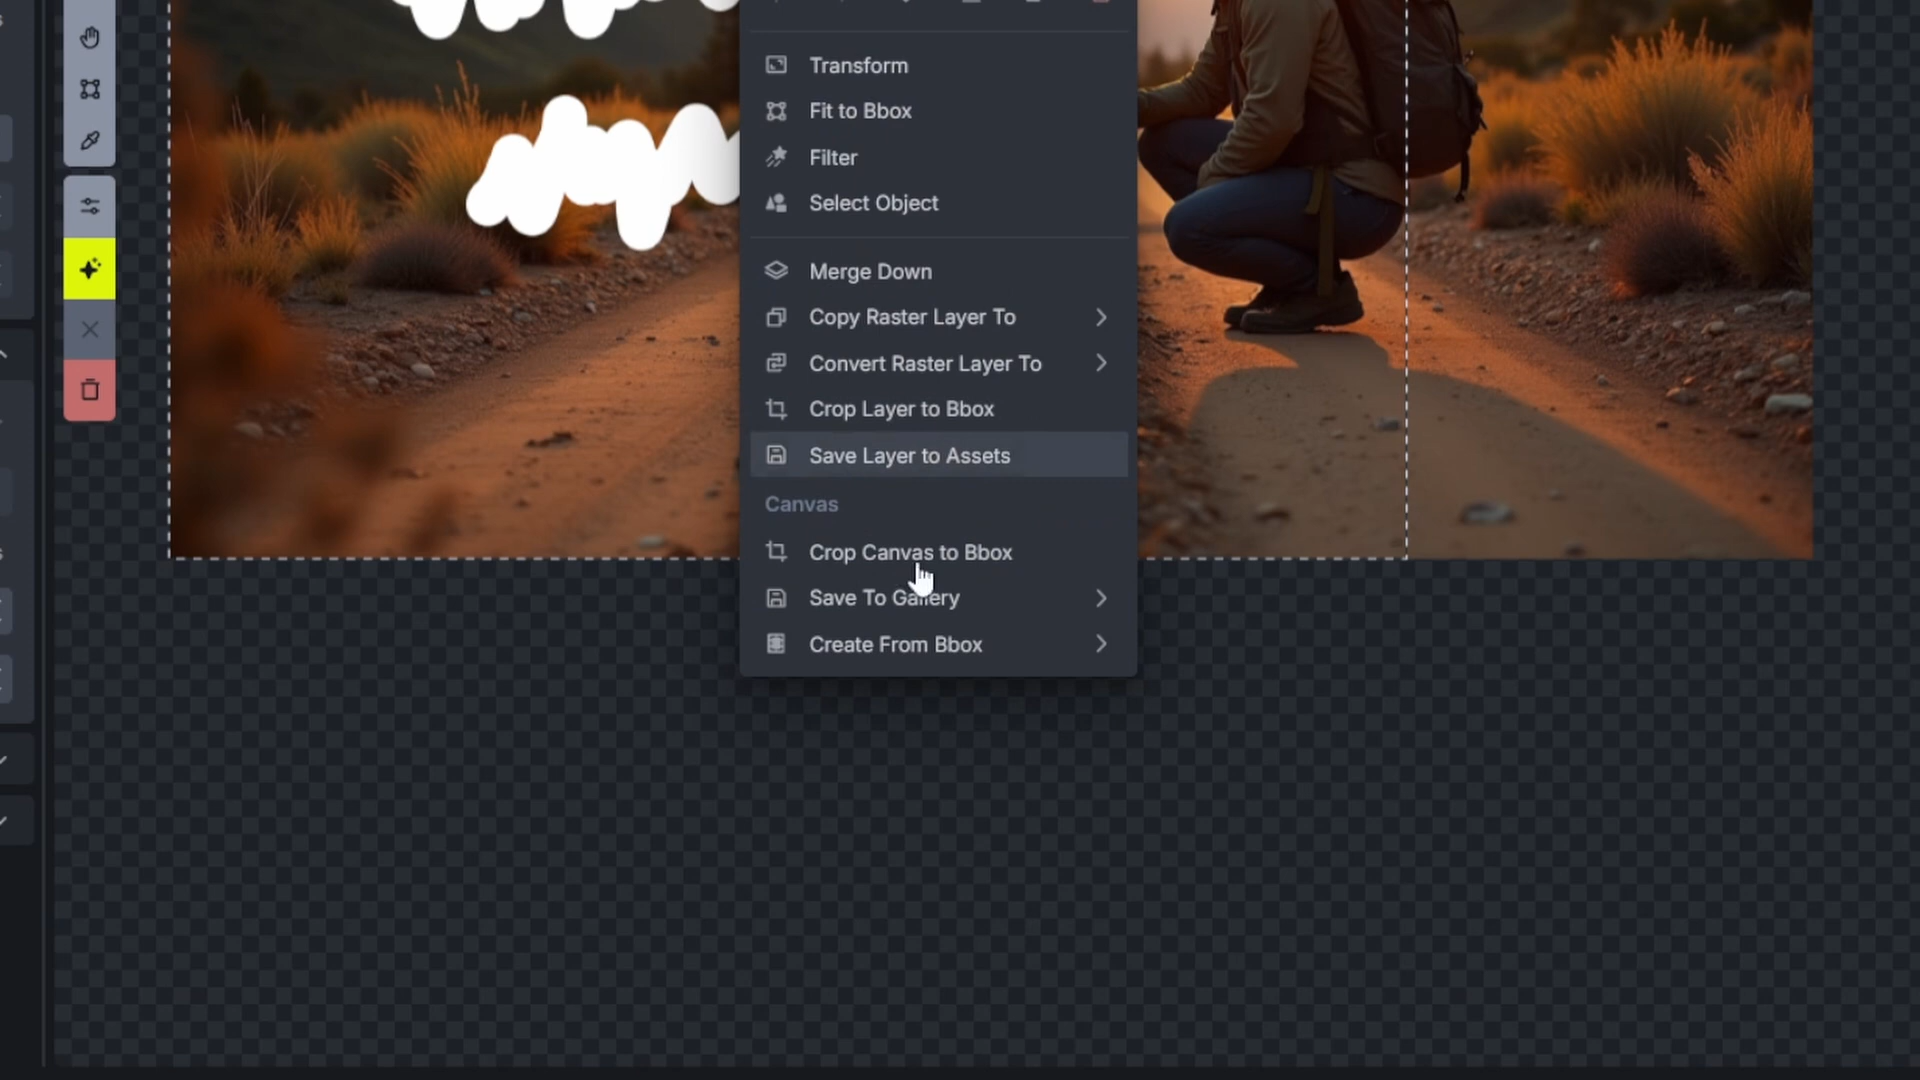 Transform
Fit to Bbox
Filter
Select Object
Merge Down
Copy Raster Layer To
Convert Raster Layer To
Crop Layer to Bbox
Save Layer to Assets
Canvas
Crop Canvas to Bbox
Save To Gallery
Create From Bbox